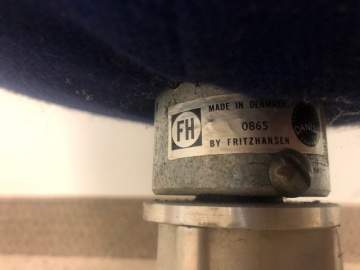 FH
MADE IN DENMARK
0865
BY FRITZHANSEN